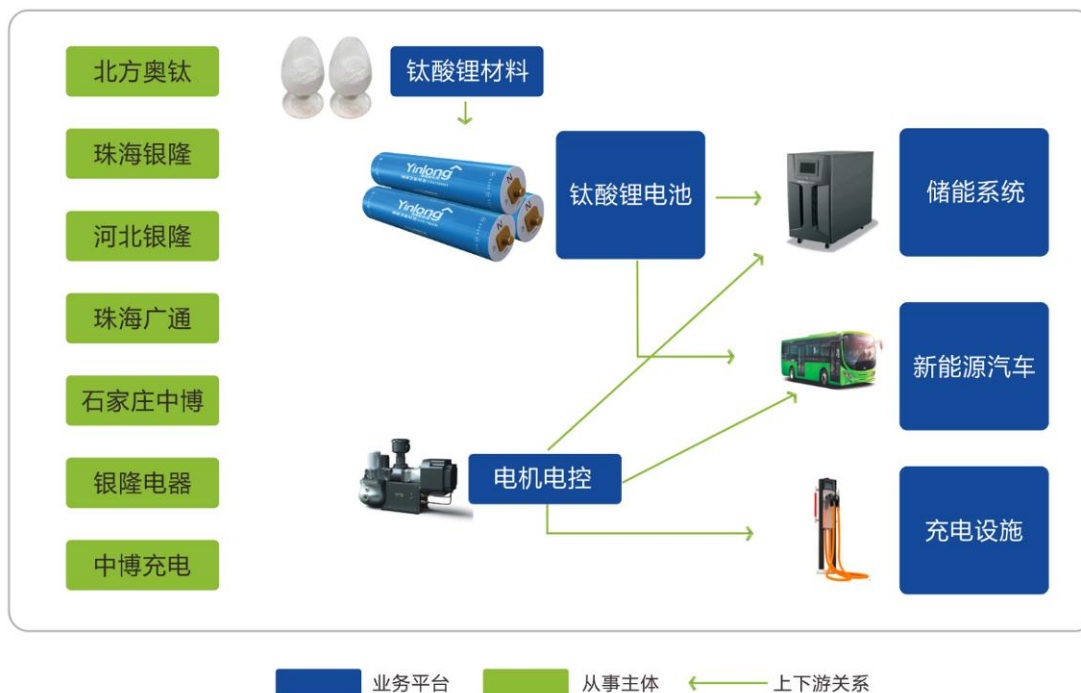 北方奥钛
钛酸锂材料
珠海银隆
Yinlong
Yinlong
钛酸锂电池
储能系统
河北银隆
珠海广通
新能源汽车
石家庄中博
银隆电器
电机电控
充电设施
中博充电
业务平台
从事主体
上下游关系